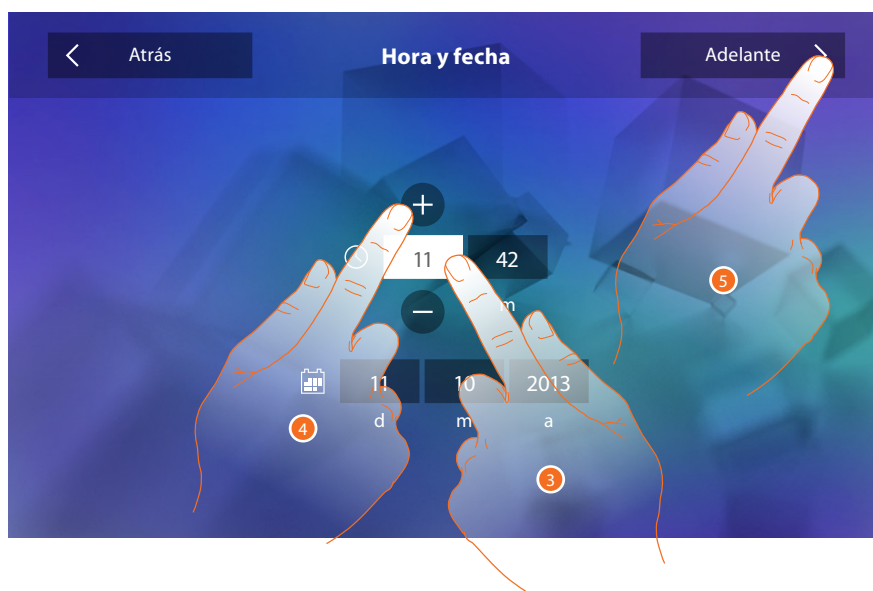 Atrás
Hora y fecha
Adelante
+
11 42
−
m
11 10 2013
d m a
5
4
3